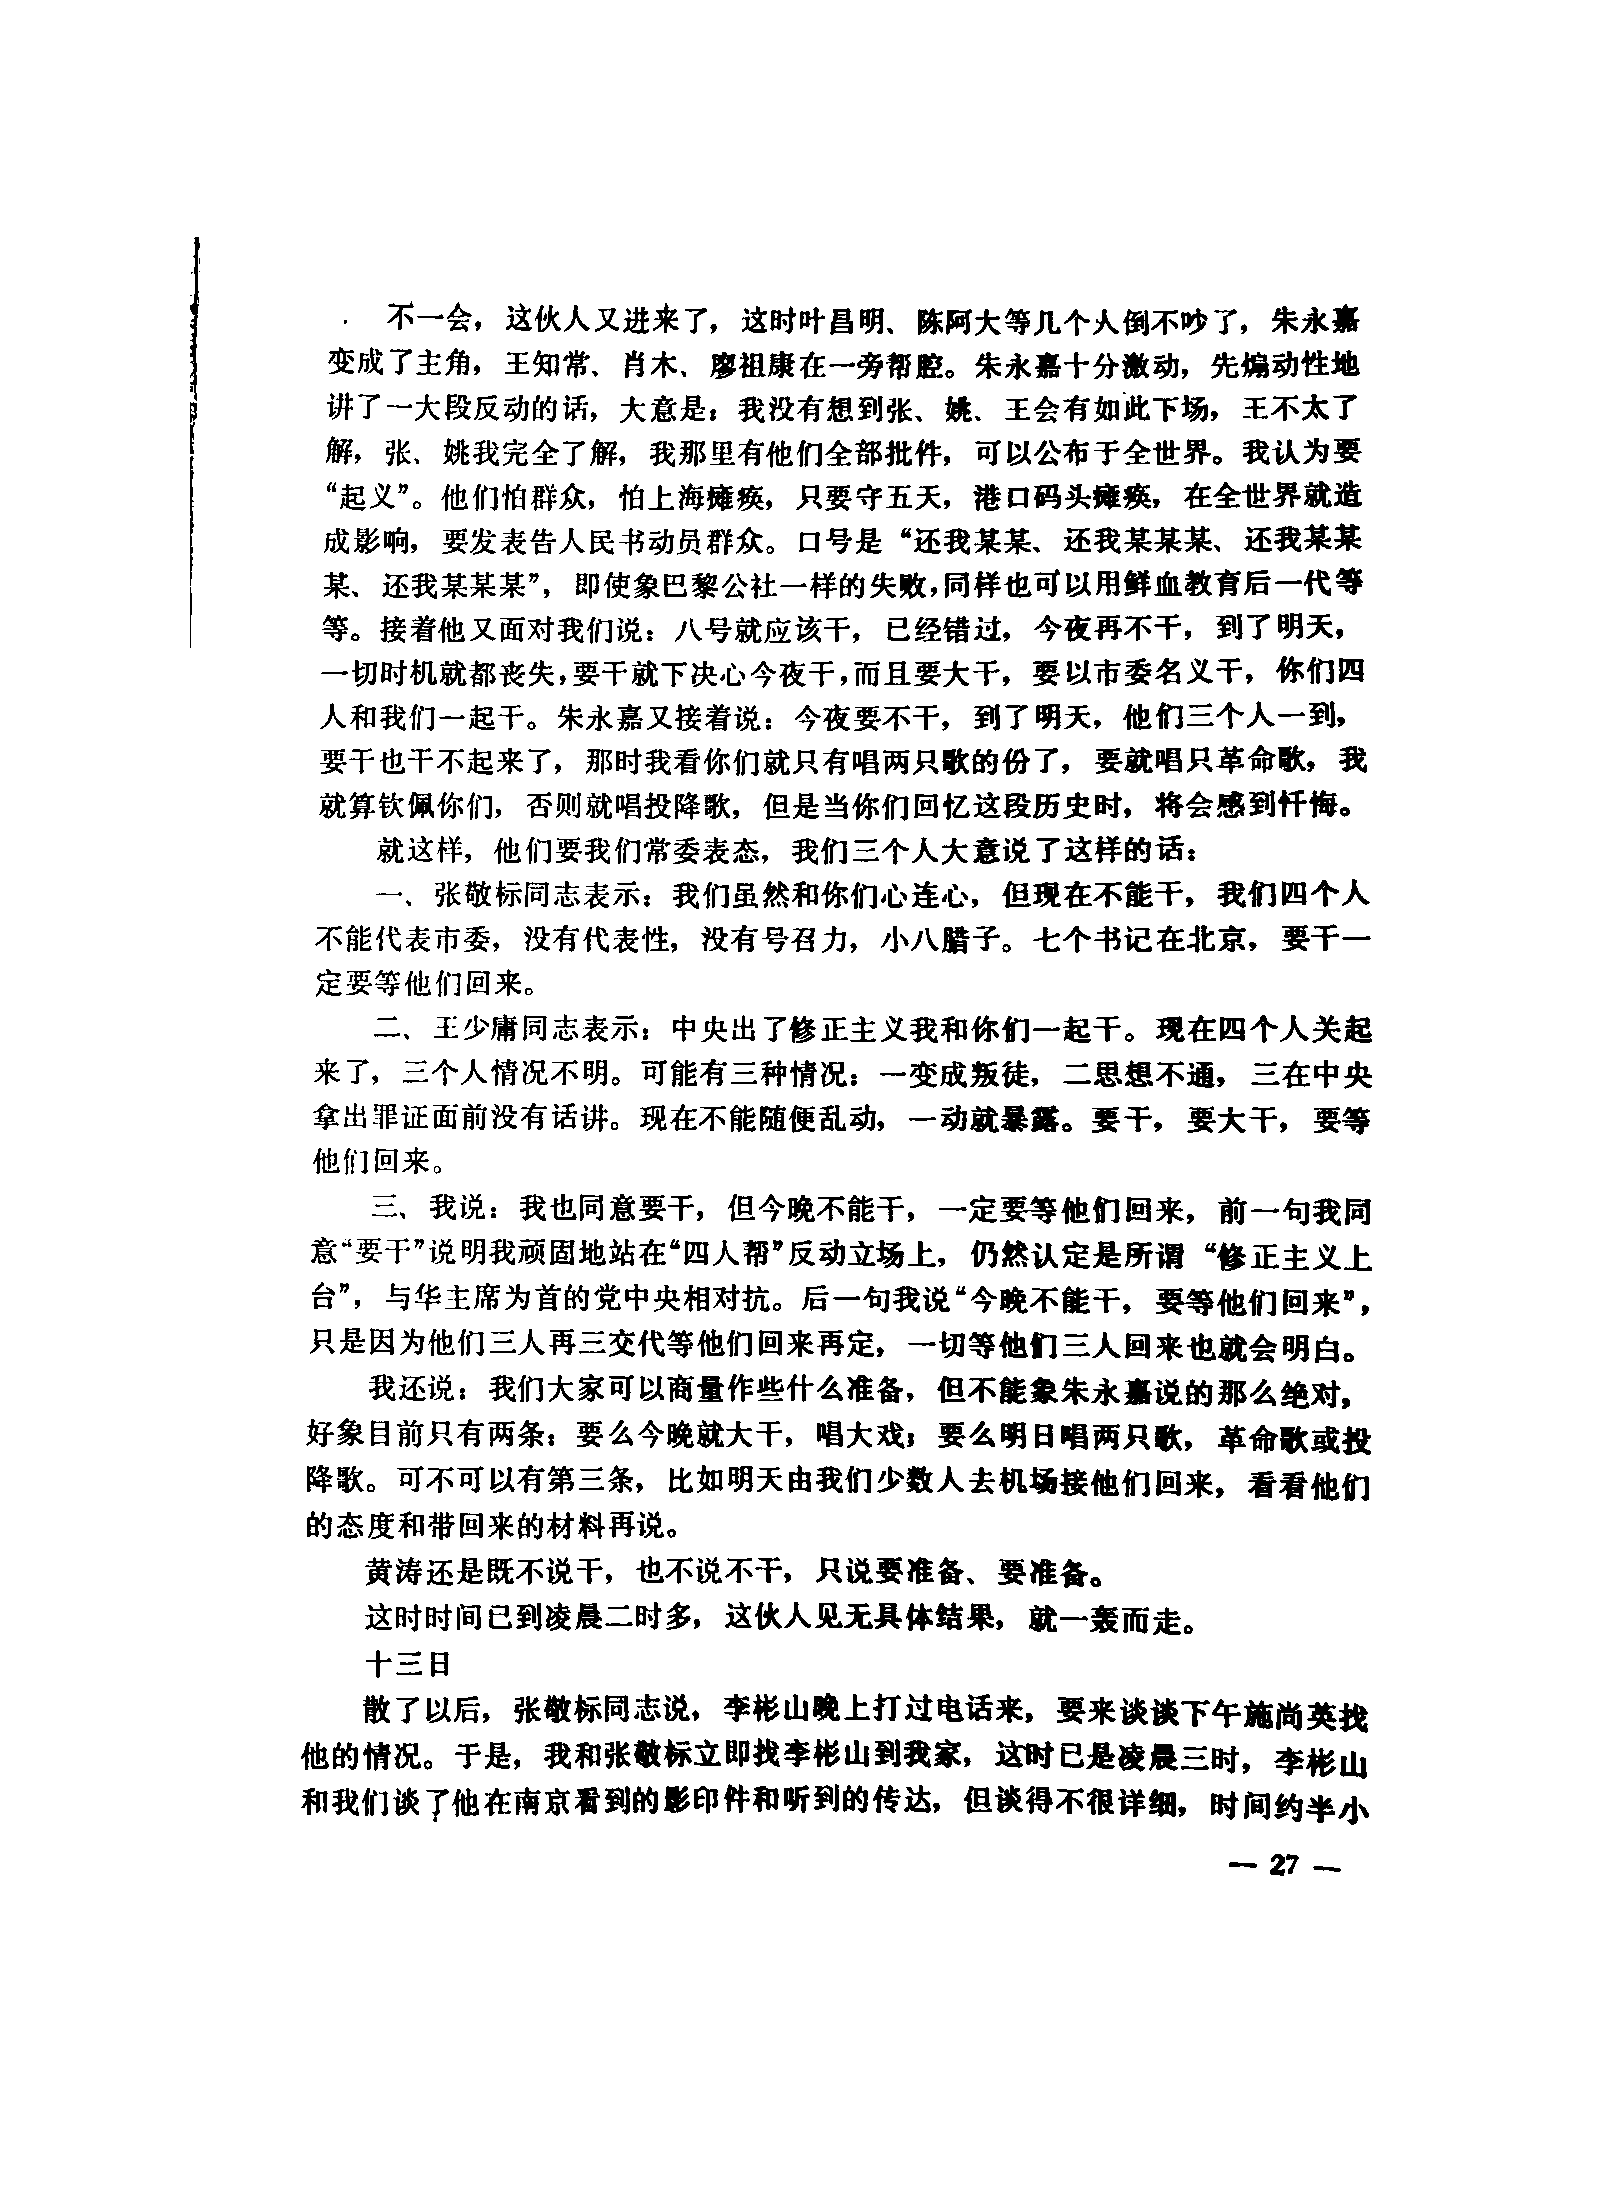 不一会，这伙人又进来了，这时叶昌明、陈阿大等几个人倒不吵了，朱永嘉
变成了主角，王知常、肖木、廖祖康在一旁帮腔。朱永嘉十分激动，先煽动性地
讲了一大段反动的话，大意是：我没有想到张、姚、王会有如此下场，王不太了
解，张、姚我完全了解，我那里有他们全部批件，可以公布于全世界。我认为要
“起义”。他们怕群众，怕上海瘫痪，只要守五天，港口码头瘫痪，在全世界就造
成影响，要发表告人民书动员群众。口号是“还我某某、还我某某某、还我某某
某、还我某某某”，即使象巴黎公社一样的失败，同样也可以用鲜血教育后一代等
等。接着他又面对我们说：八号就应该干，已经错过，今夜再不干，到了明天，
一切时机就都丧失，要干就下决心今夜干，而且要大干，要以市委名义干，你们四
人和我们一起干。朱永嘉又接着说：今夜要不干，到了明天，他们三个人一到，
要干也干不起来了，那时我看你们就只有唱两只歌的份了，要就唱只革命歌，我
就算钦佩你们，否则就唱投降歌，但是当你们回忆这段历史时，将会感到忏悔。
就这样，他们要我们常委表态，我们三个人大意说了这样的话：
一、张敬标同志表示：我们虽然和你们心连心，但现在不能干，我们四个人
不能代表市委，没有代表性，没有号召力，小八腊子。七个书记在北京，要干一
定要等他们回来。
二、王少庸同志表示：中央出了修正主义我和你们一起干。现在四个人关起
来了，三个人情况不明。可能有三种情况：一变成叛徒，二思想不通，三在中央
拿出罪证面前没有话讲。现在不能随便乱动，一动就暴露。要干，要大干，要等
他们回来。
三、我说：我也同意要干，但今晚不能干，一定要等他们回来，前一句我同
意“要干”说明我顽固地站在“四人帮”反动立场上，仍然认定是所谓“修正主义上
台”，与华主席为首的党中央相对抗。后一句我说“今晚不能干，要等他们回来”，
只是因为他们三人再三交代等他们回来再定，一切等他们三人回来也就会明白。
我还说：我们大家可以商量作些什么准备，但不能象朱永嘉说的那么绝对，
好象目前只有两条：要么今晚就大干，唱大戏；要么明日唱两只歌，革命歌或投
降歌。可不可以有第三条，比如明天由我们少数人去机场接他们回来，看看他们
的态度和带回来的材料再说。
黄涛还是既不说干，也不说不干，只说要准备、要准备。
这时时间已到凌晨二时多，这伙人见无具体结果，就一轰而走。
十三日
散了以后，张敬标同志说，李彬山晚上打过电话来，要来谈谈下午施尚英找
他的情况。于是，我和张敬标立即找李彬山到我家，这时已是凌晨三时，李彬山
和我们谈了他在南京看到的影印件和听到的传达，但谈得不很详细，时间约半小
— 27 —